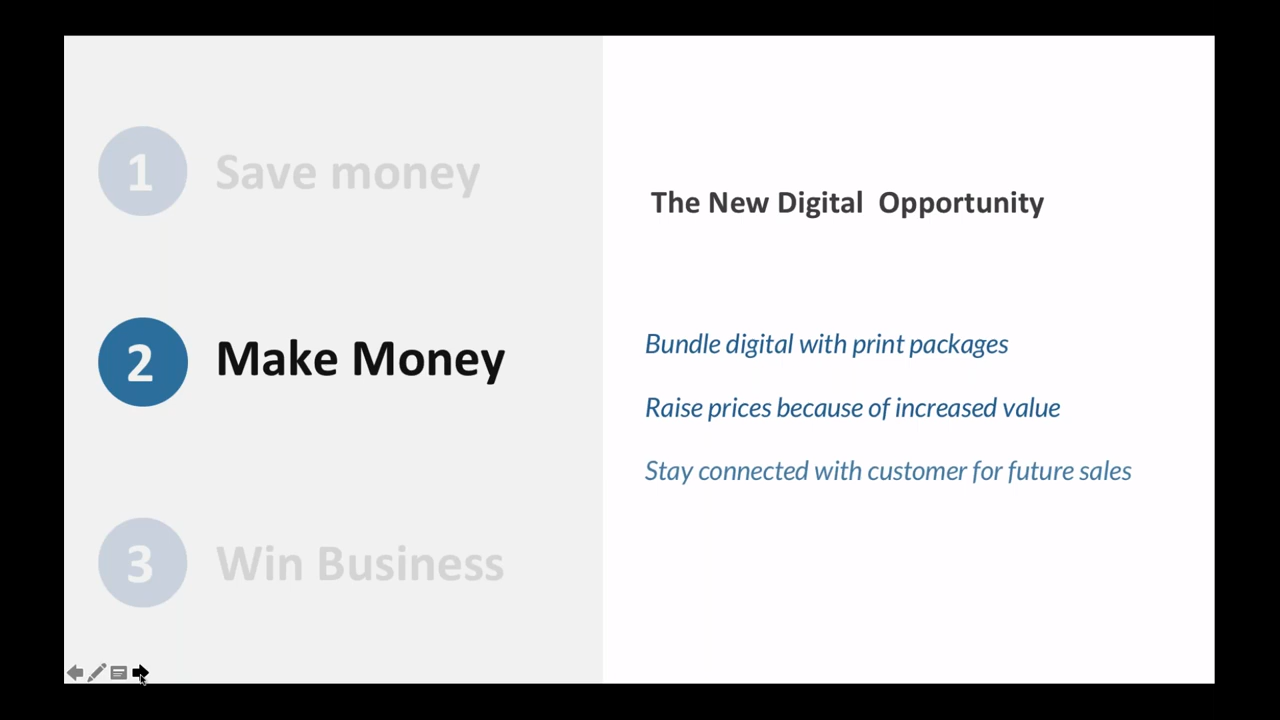 1 Save money
2 Make Money
3 Win Business
The New Digital  Opportunity
Bundle digital with print packages
Raise prices because of increased value
Stay connected with customer for future sales